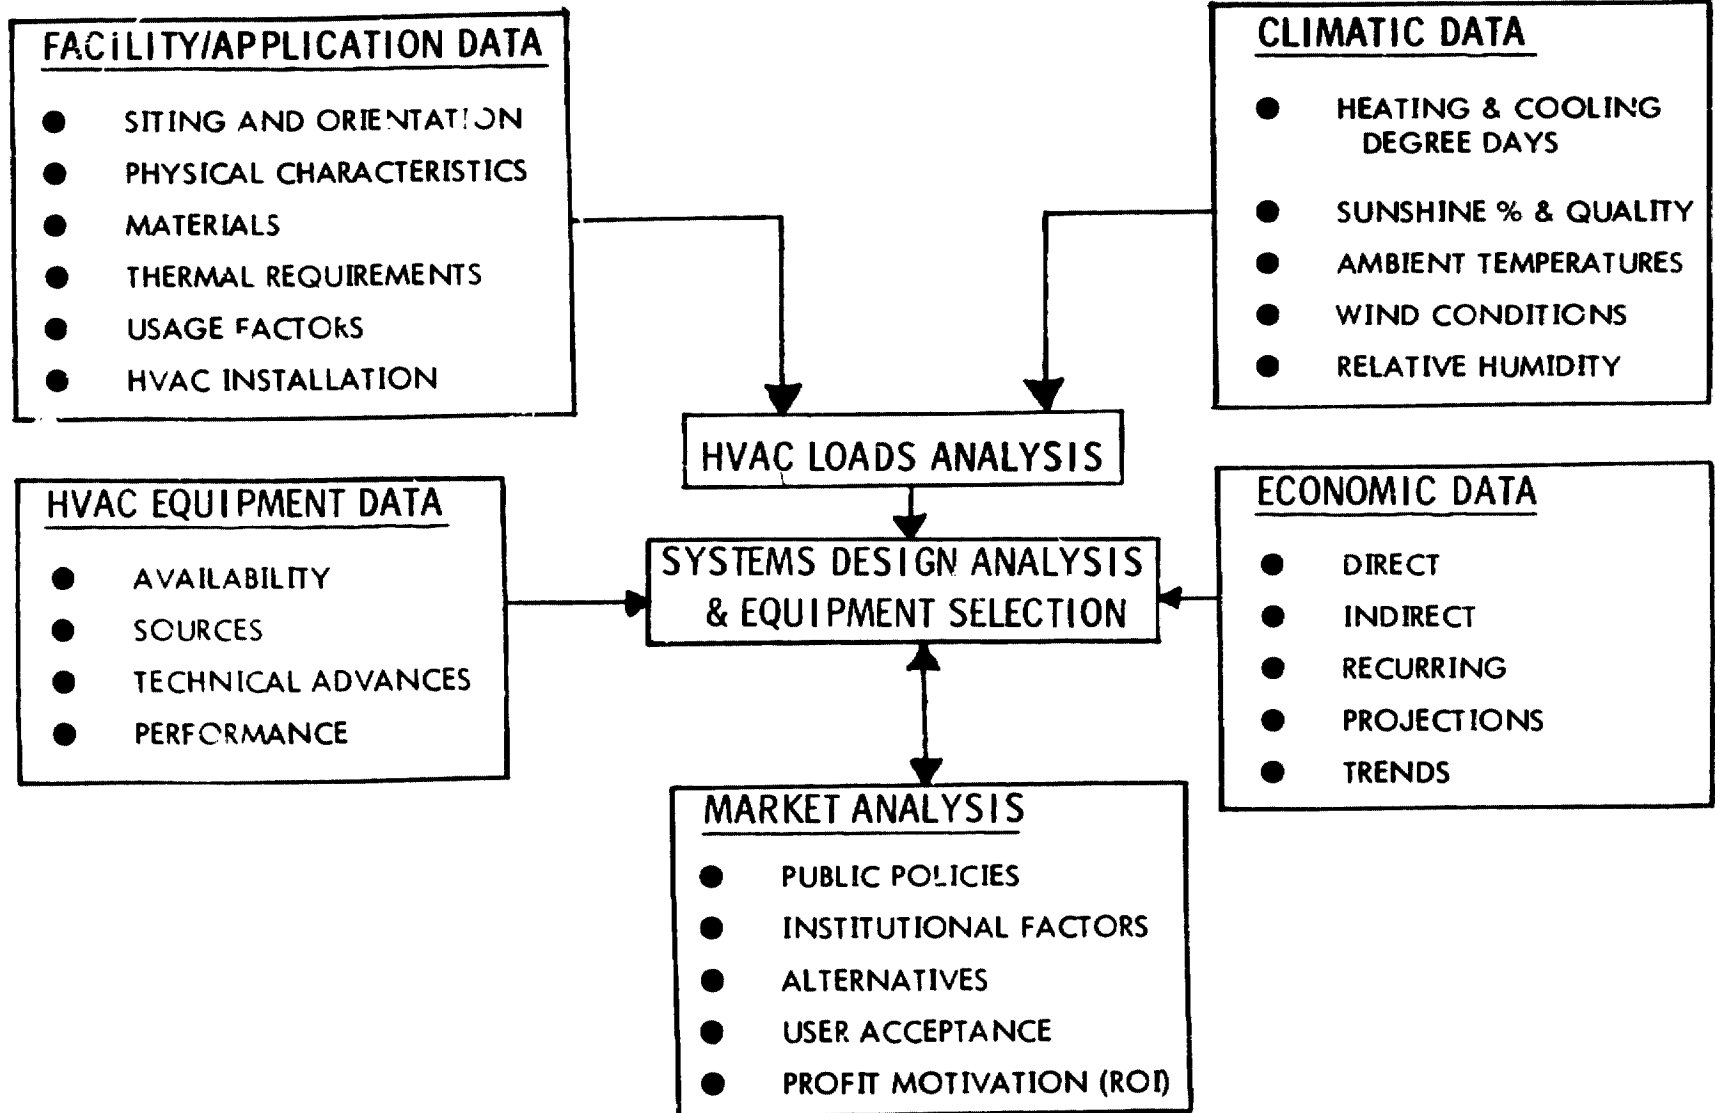 FACILITY/APPLICATION DATA
● SITING AND ORIENTATION
● PHYSICAL CHARACTERISTICS
● MATERIALS
● THERMAL REQUIREMENTS
● USAGE FACTORS
● HVAC INSTALLATION
CLIMATIC DATA
● HEATING & COOLING
DEGREE DAYS
● SUNSHINE % & QUALITY
● AMBIENT TEMPERATURES
● WIND CONDITIONS
● RELATIVE HUMIDITY
HVAC LOADS ANALYSIS
HVAC EQUIPMENT DATA
● AVAILABILITY
● SOURCES
● TECHNICAL ADVANCES
● PERFORMANCE
SYSTEMS DESIGN ANALYSIS
& EQUIPMENT SELECTION
ECONOMIC DATA
● DIRECT
● INDIRECT
● RECURRING
● PROJECTIONS
● TRENDS
MARKET ANALYSIS
● PUBLIC POLICIES
● INSTITUTIONAL FACTORS
● ALTERNATIVES
● USER ACCEPTANCE
● PROFIT MOTIVATION (ROI)